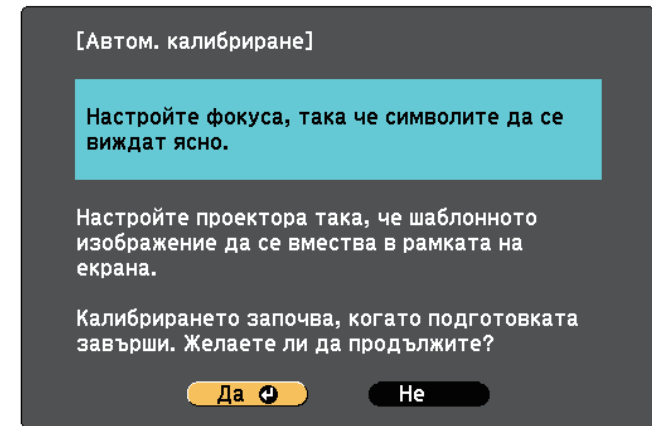 [Автом. калибриране]
Настройте фокуса, така че символите да се
виждат ясно.
Настройте проектора така, че шаблонното
изображение да се вмества в рамката на
екрана.
Калибрирането започва, когато подготовката
завърши. Желаете ли да продължите?
Да Не